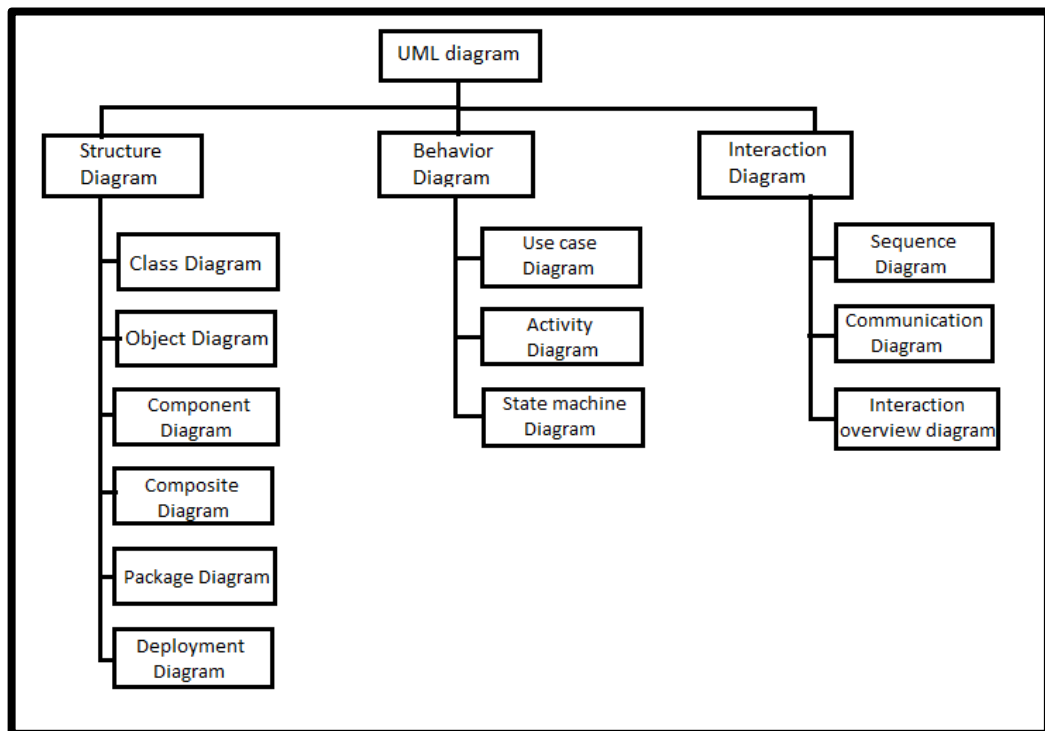 UML diagram
Structure
Diagram
Behavior
Diagram
Interaction
Diagram
Class Diagram
Object Diagram
Component
Diagram
Composite
Diagram
Package Diagram
Deployment
Diagram
Use case
Diagram
Activity
Diagram
State machine
Diagram
Sequence
Diagram
Communication
Diagram
Interaction
overview diagram